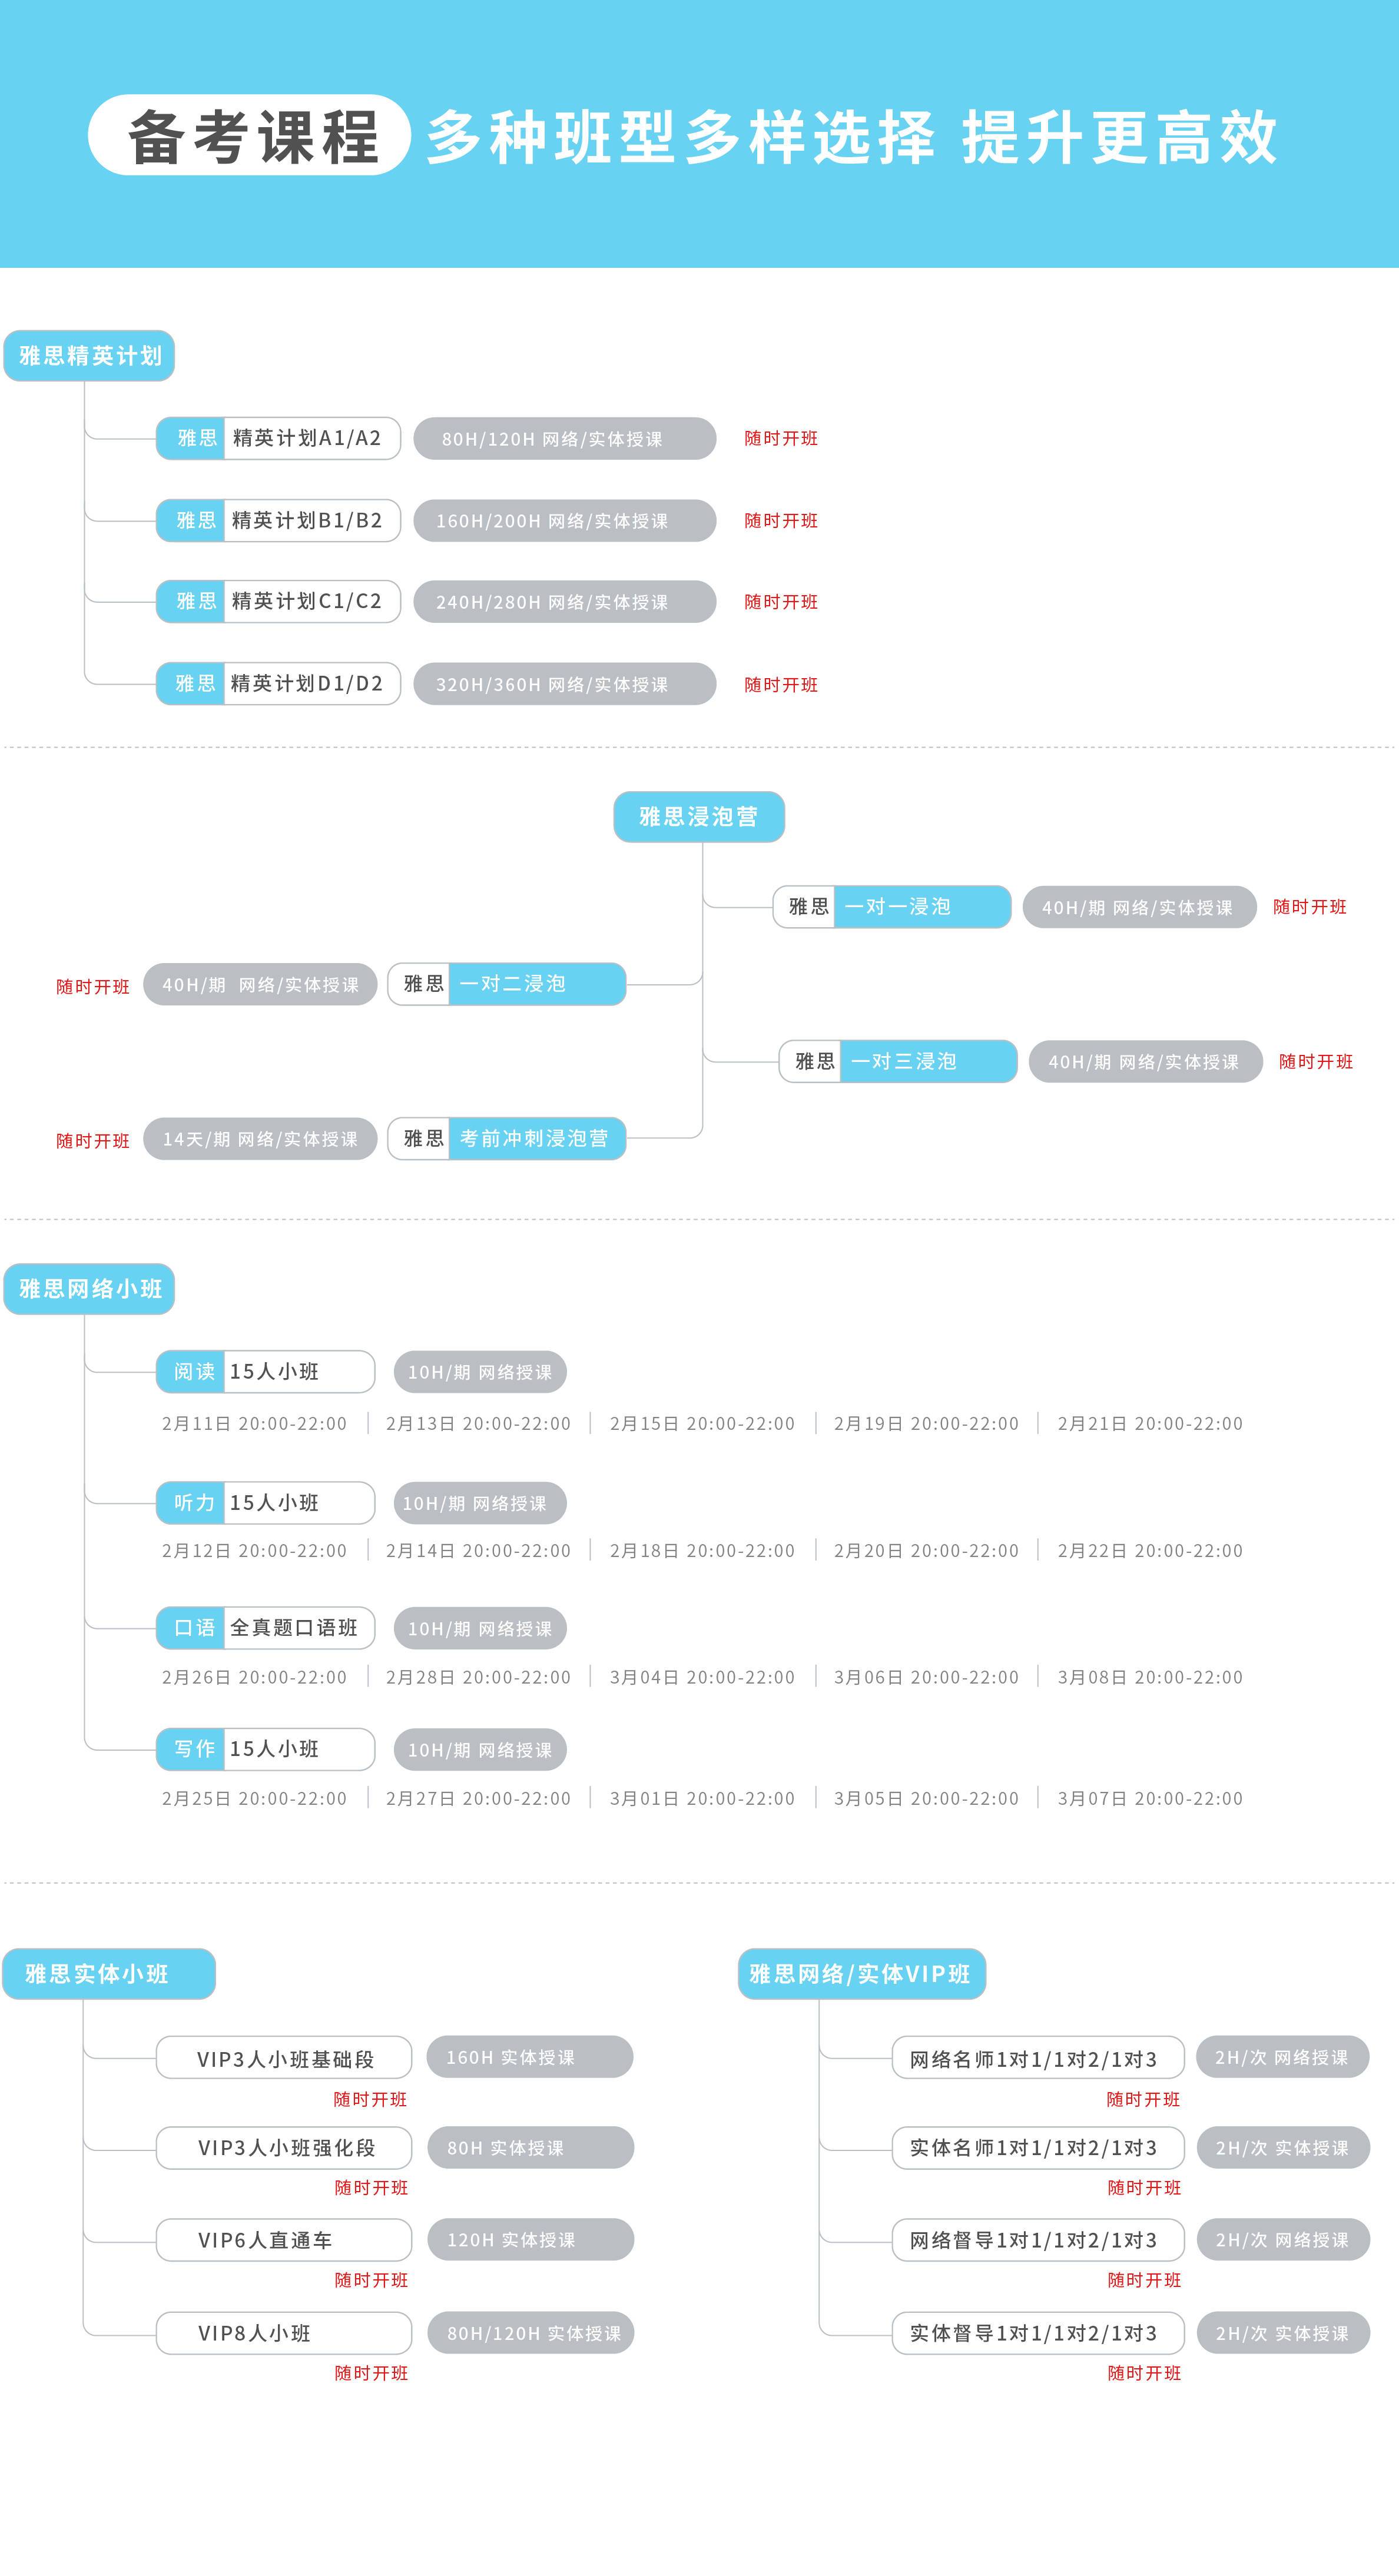 备考课程 多种班型多样选择 提升更高效
雅思精英计划
雅思 精英计划A1/A2 80H/120H 网络/实体授课 随时开班
雅思 精英计划B1/B2 160H/200H 网络/实体授课 随时开班
雅思 精英计划C1/C2 240H/280H 网络/实体授课 随时开班
雅思 精英计划D1/D2 320H/360H 网络/实体授课 随时开班
雅思浸泡营
雅思 一对一浸泡 40H/期 网络/实体授课 随时开班
随时开班 40H/期 网络/实体授课 雅思 一对二浸泡
雅思 一对三浸泡 40H/期 网络/实体授课 随时开班
随时开班 14天/期 网络/实体授课 雅思 考前冲刺浸泡营
雅思网络小班
阅读 15人小班 10H/期 网络授课
2月11日 20:00-22:00 2月13日 20:00-22:00 2月15日 20:00-22:00 2月19日 20:00-22:00 2月21日 20:00-22:00
听力 15人小班 10H/期 网络授课
2月12日 20:00-22:00 2月14日 20:00-22:00 2月18日 20:00-22:00 2月20日 20:00-22:00 2月22日 20:00-22:00
口语 全真题口语班 10H/期 网络授课
2月26日 20:00-22:00 2月28日 20:00-22:00 3月04日 20:00-22:00 3月06日 20:00-22:00 3月08日 20:00-22:00
写作 15人小班 10H/期 网络授课
2月25日 20:00-22:00 2月27日 20:00-22:00 3月01日 20:00-22:00 3月05日 20:00-22:00 3月07日 20:00-22:00
雅思实体小班
VIP3人小班基础段 160H 实体授课
随时开班
VIP3人小班强化段 80H 实体授课
随时开班
VIP6人直通车 120H 实体授课
随时开班
VIP8人小班 80H/120H 实体授课
随时开班
雅思网络/实体VIP班
网络名师1对1/1对2/1对3 2H/次 网络授课
随时开班
实体名师1对1/1对2/1对3 2H/次 实体授课
随时开班
网络督导1对1/1对2/1对3 2H/次 网络授课
随时开班
实体督导1对1/1对2/1对3 2H/次 实体授课
随时开班